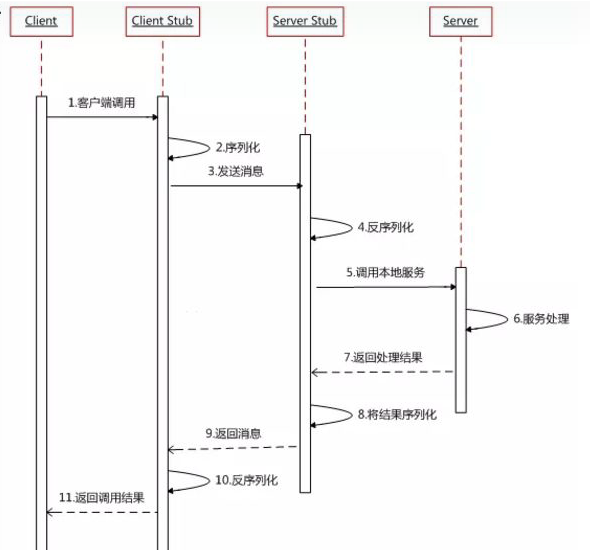 Client
Client Stub
Server Stub
Server
1.客户端调用
2.序列化
3.发送消息
4.反序列化
5.调用本地服务
6.服务处理
7.返回处理结果
8.将结果序列化
9.返回消息
10.反序列化
11.返回调用结果